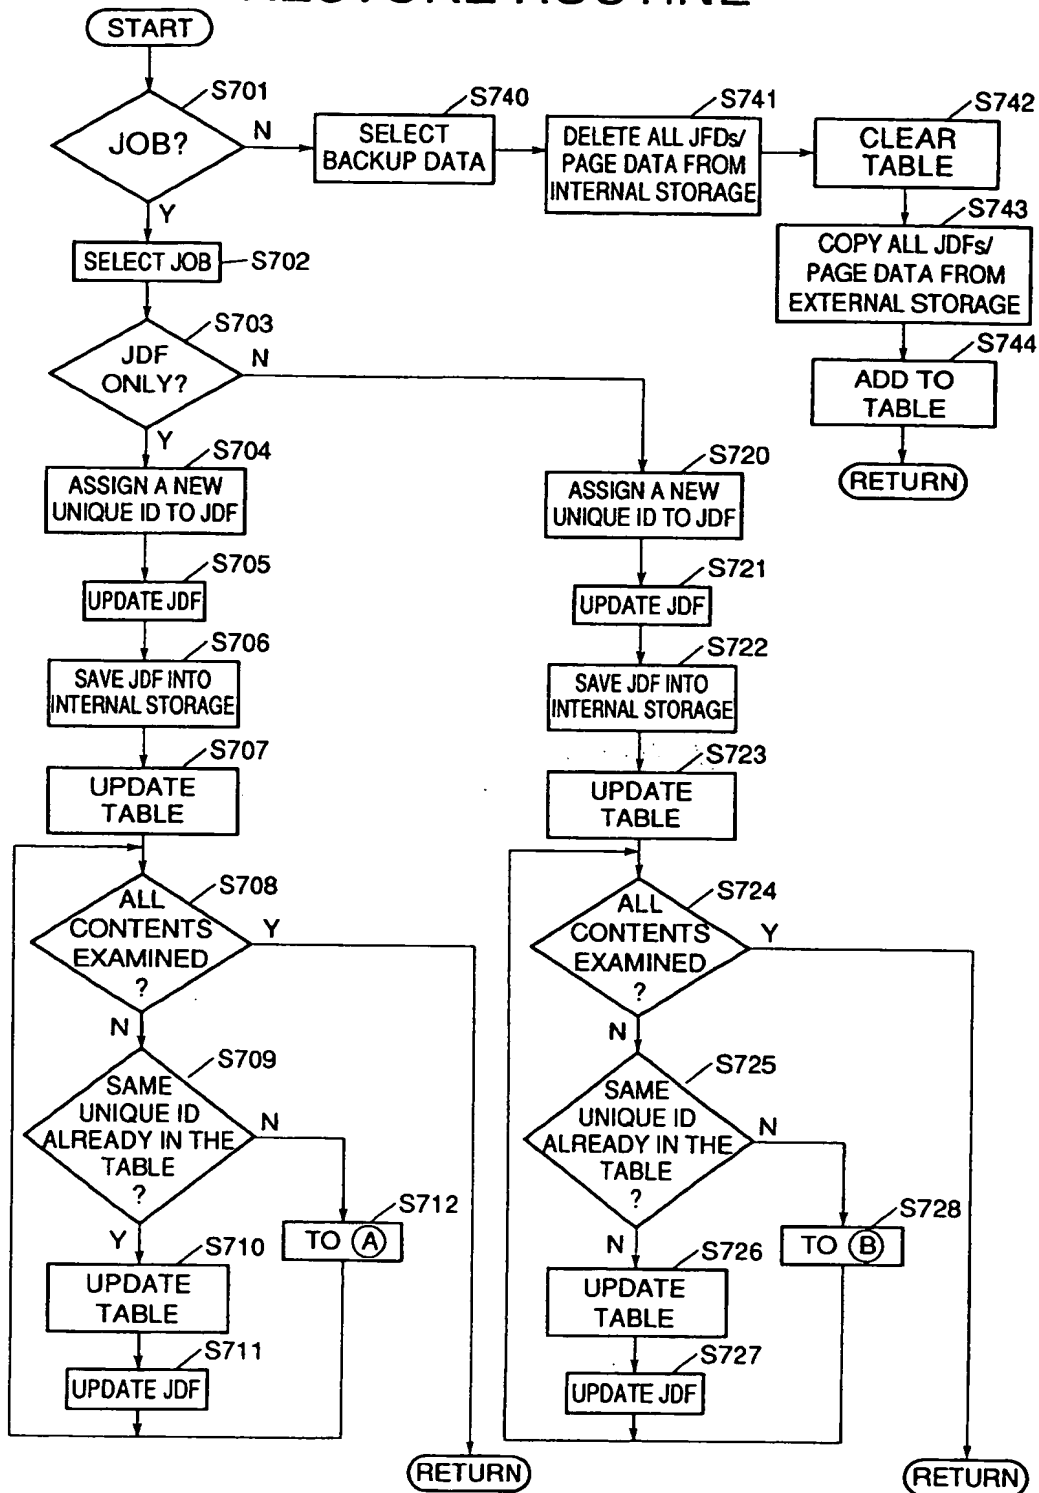 RESTORE ROUTINE
START
S701
JOB?
N
Y
S740
SELECT
BACKUP DATA
S741
DELETE ALL JFDs/
PAGE DATA FROM
INTERNAL STORAGE
S742
CLEAR
TABLE
S743
COPY ALL JDFs/
PAGE DATA FROM
EXTERNAL STORAGE
S744
ADD TO
TABLE
RETURN
SELECT JOB
S702
S703
JDF
ONLY?
N
Y
S704
ASSIGN A NEW
UNIQUE ID TO JDF
S705
UPDATE JDF
S706
SAVE JDF INTO
INTERNAL STORAGE
S707
UPDATE
TABLE
S708
ALL
CONTENTS
EXAMINED
?
Y
N
S709
SAME
UNIQUE ID
ALREADY IN THE
TABLE
?
N
Y
S712
TO A
S710
UPDATE
TABLE
S711
UPDATE JDF
RETURN
S720
ASSIGN A NEW
UNIQUE ID TO JDF
S721
UPDATE JDF
S722
SAVE JDF INTO
INTERNAL STORAGE
S723
UPDATE
TABLE
S724
ALL
CONTENTS
EXAMINED
?
Y
N
S725
SAME
UNIQUE ID
ALREADY IN THE
TABLE
?
N
N
S728
TO B
S726
UPDATE
TABLE
S727
UPDATE JDF
RETURN